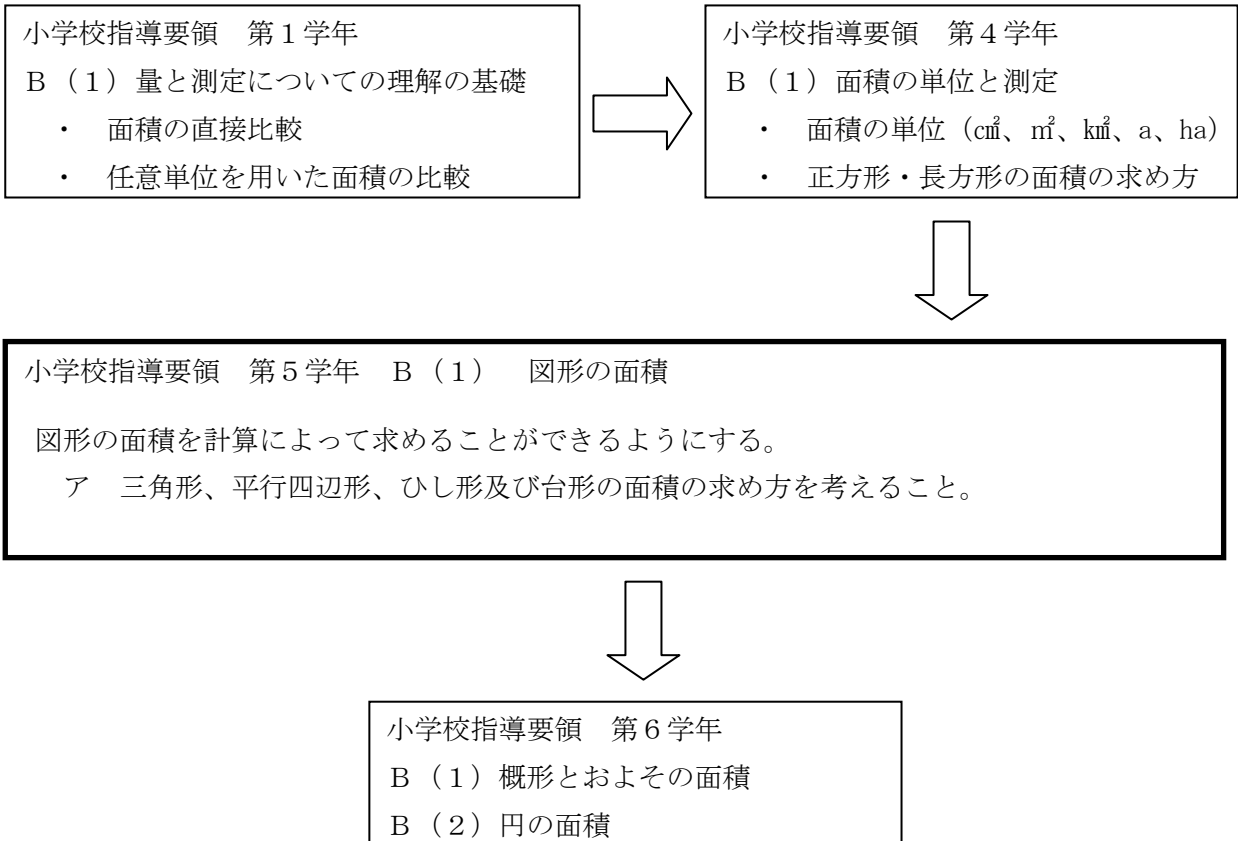 小学校指導要領　第１学年
Ｂ（１）量と測定についての理解の基礎
・　面積の直接比較
・　任意単位を用いた面積の比較
小学校指導要領　第４学年
Ｂ（１）面積の単位と測定
・　面積の単位（㎠、㎡、㎢、a、ha）
・　正方形・長方形の面積の求め方
小学校指導要領　第５学年　Ｂ（１）　図形の面積
図形の面積を計算によって求めることができるようにする。
ア　三角形、平行四辺形、ひし形及び台形の面積の求め方を考えること。
小学校指導要領　第６学年
Ｂ（１）概形とおよその面積
Ｂ（２）円の面積